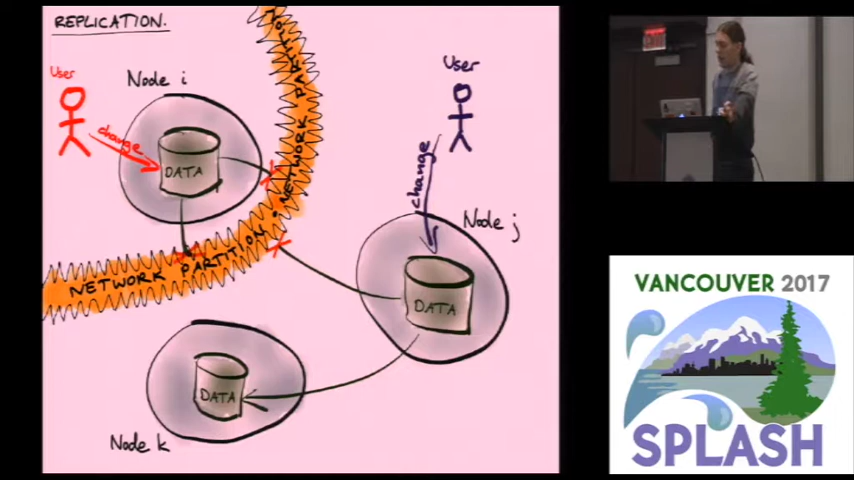 REPLICATION.
User
Node i
change
DATA
NETWORK PARTITION • NETWORK PARTITION
User
change
Node j
DATA
DATA
Node k
VANCOUVER 2017
SPLASH